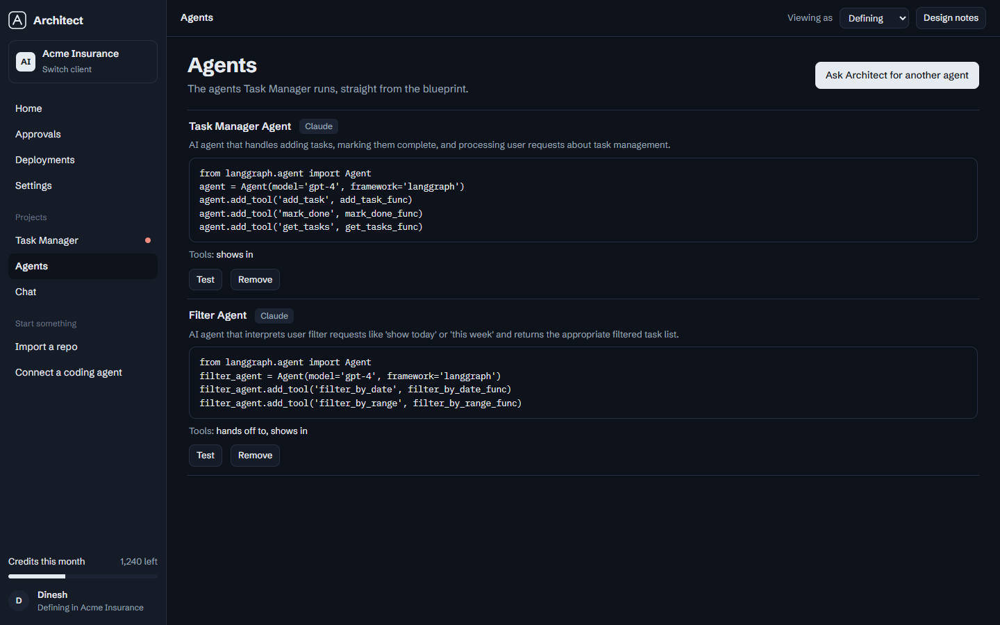 Architect
AI
Acme Insurance
Switch client
Home
Approvals
Deployments
Settings
Projects
Task Manager
Agents
Chat
Start something
Import a repo
Connect a coding agent
Credits this month 1,240 left
D
Dinesh
Defining in Acme Insurance
Agents
Viewing as Defining Design notes
Agents
The agents Task Manager runs, straight from the blueprint.
Ask Architect for another agent
Task Manager Agent Claude
AI agent that handles adding tasks, marking them complete, and processing user requests about task management.
from langgraph.agent import Agent
agent = Agent(model='gpt-4', framework='langgraph')
agent.add_tool('add_task', add_task_func)
agent.add_tool('mark_done', mark_done_func)
agent.add_tool('get_tasks', get_tasks_func)
Tools: shows in
Test Remove
Filter Agent Claude
AI agent that interprets user filter requests like 'show today' or 'this week' and returns the appropriate filtered task list.
from langgraph.agent import Agent
filter_agent = Agent(model='gpt-4', framework='langgraph')
filter_agent.add_tool('filter_by_date', filter_by_date_func)
filter_agent.add_tool('filter_by_range', filter_by_range_func)
Tools: hands off to, shows in
Test Remove